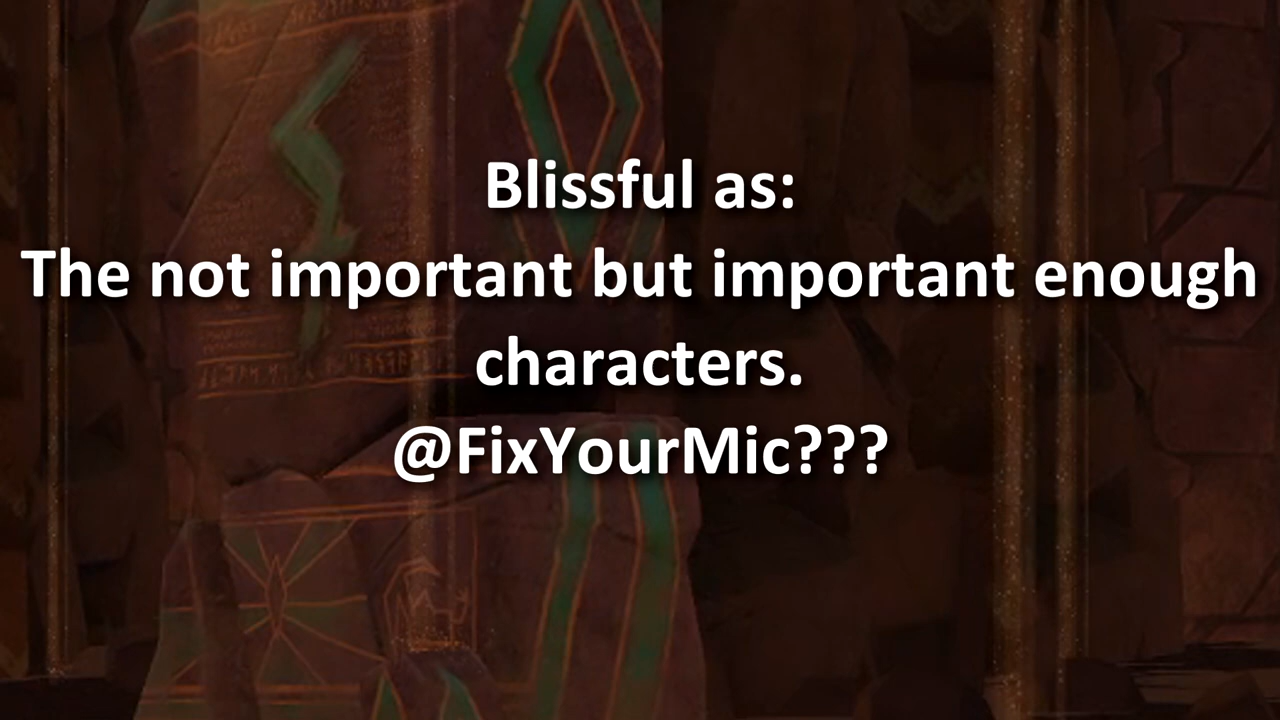 Blissful as:
The not important but important enough
characters.
@FixYourMic???